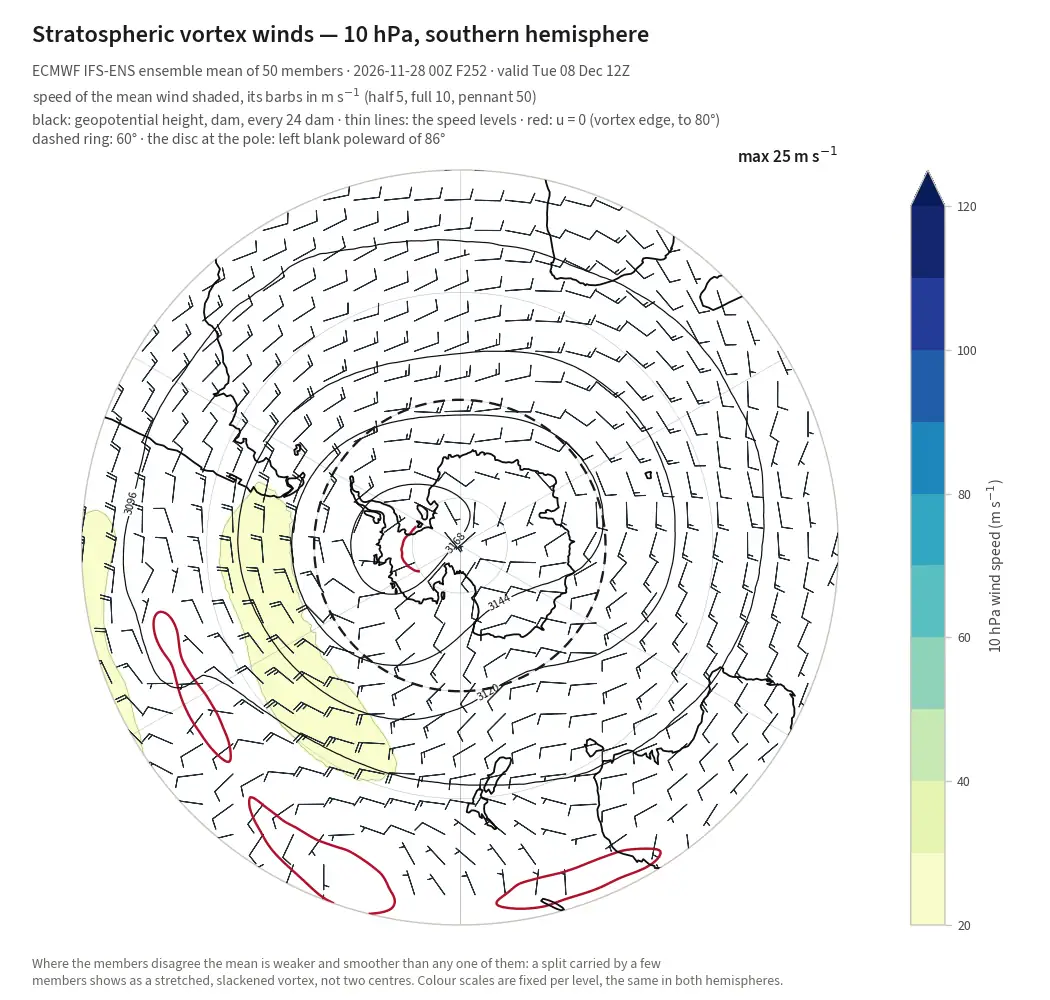 Stratospheric vortex winds — 10 hPa, southern hemisphere
ECMWF IFS-ENS ensemble mean of 50 members · 2026-11-28 00Z F252 · valid Tue 08 Dec 12Z
speed of the mean wind shaded, its barbs in m s⁻¹ (half 5, full 10, pennant 50)
black: geopotential height, dam, every 24 dam · thin lines: the speed levels · red: u = 0 (vortex edge, to 80°)
dashed ring: 60° · the disc at the pole: left blank poleward of 86°
max 25 m s⁻¹
120
100
80
60
40
20
10 hPa wind speed (m s⁻¹)
3096
3168
3144
3120
Where the members disagree the mean is weaker and smoother than any one of them: a split carried by a few
members shows as a stretched, slackened vortex, not two centres. Colour scales are fixed per level, the same in both hemispheres.